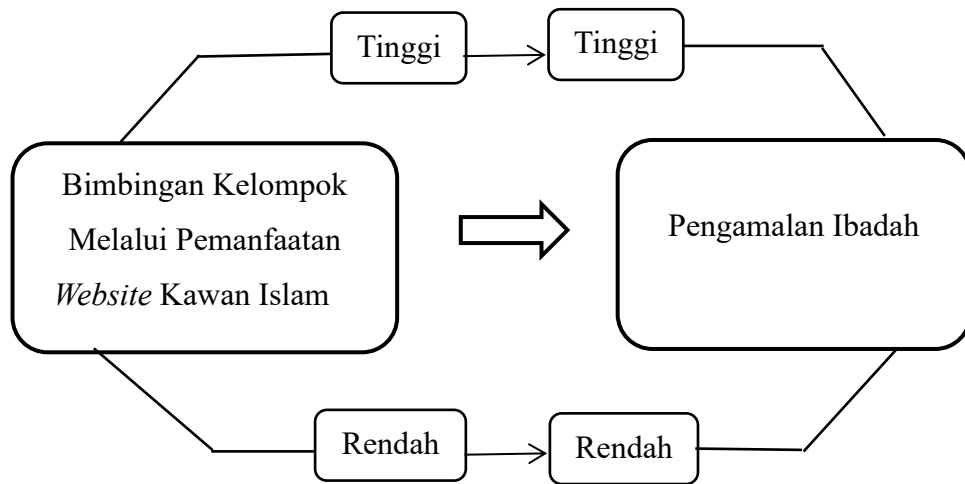 Tinggi
Tinggi
Bimbingan Kelompok
Melalui Pemanfaatan
Website Kawan Islam
Pengamalan Ibadah
Rendah
Rendah